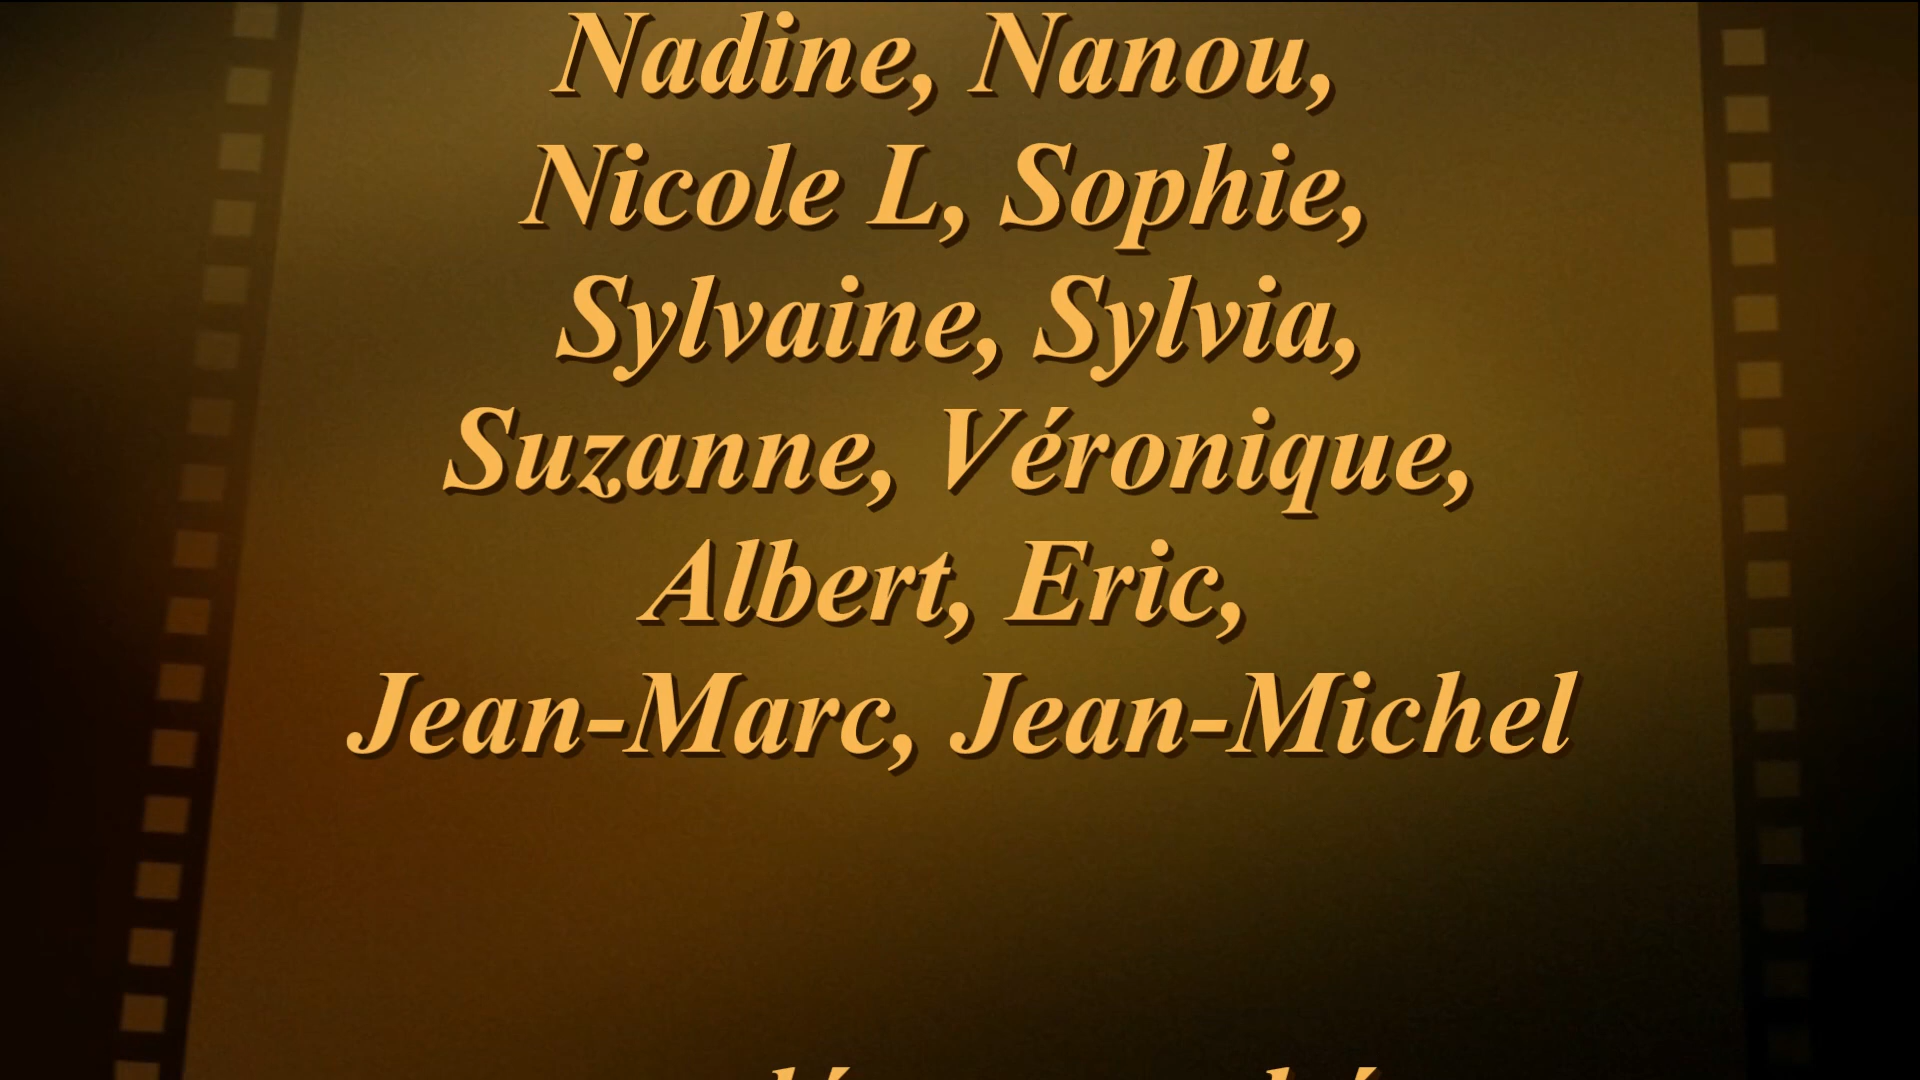 Nadine, Nanou,
Nicole L, Sophie,
Sylvaine, Sylvia,
Suzanne, Véronique,
Albert, Eric,
Jean-Marc, Jean-Michel